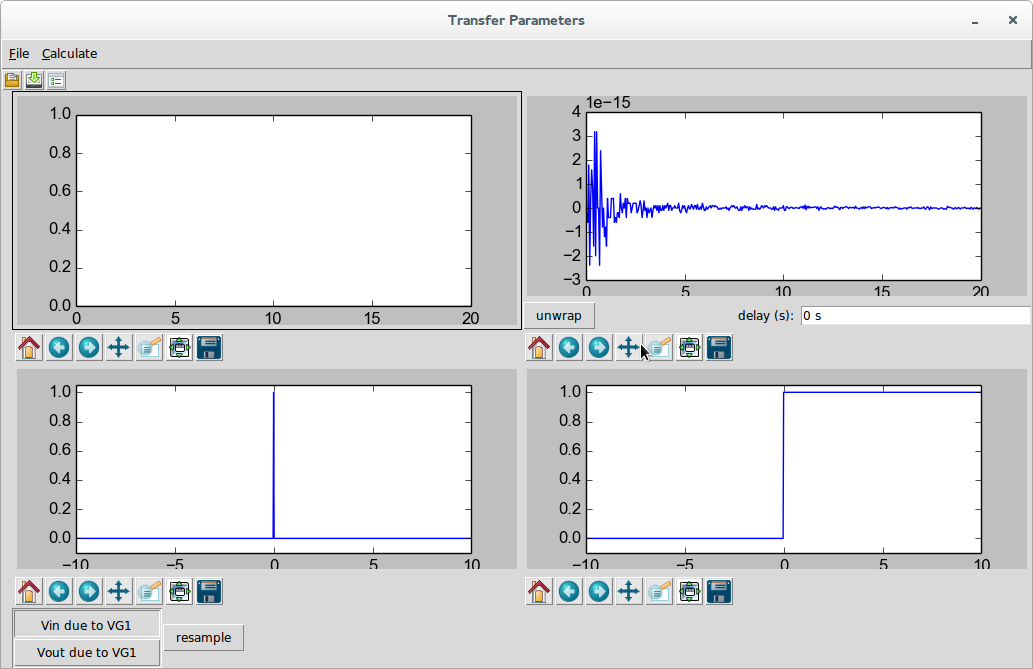 Transfer Parameters
File Calculate
1.0
0.8
0.6
0.4
0.2
0.0
0 5 10 15 20
1e−15
4
3
2
1
0
−1
−2
−3
0 5 10 15 20
unwrap delay (s): 0 s
1.0
0.8
0.6
0.4
0.2
0.0
−10 −5 0 5 10
1.0
0.8
0.6
0.4
0.2
0.0
−10 −5 0 5 10
Vin due to VG1
resample
Vout due to VG1